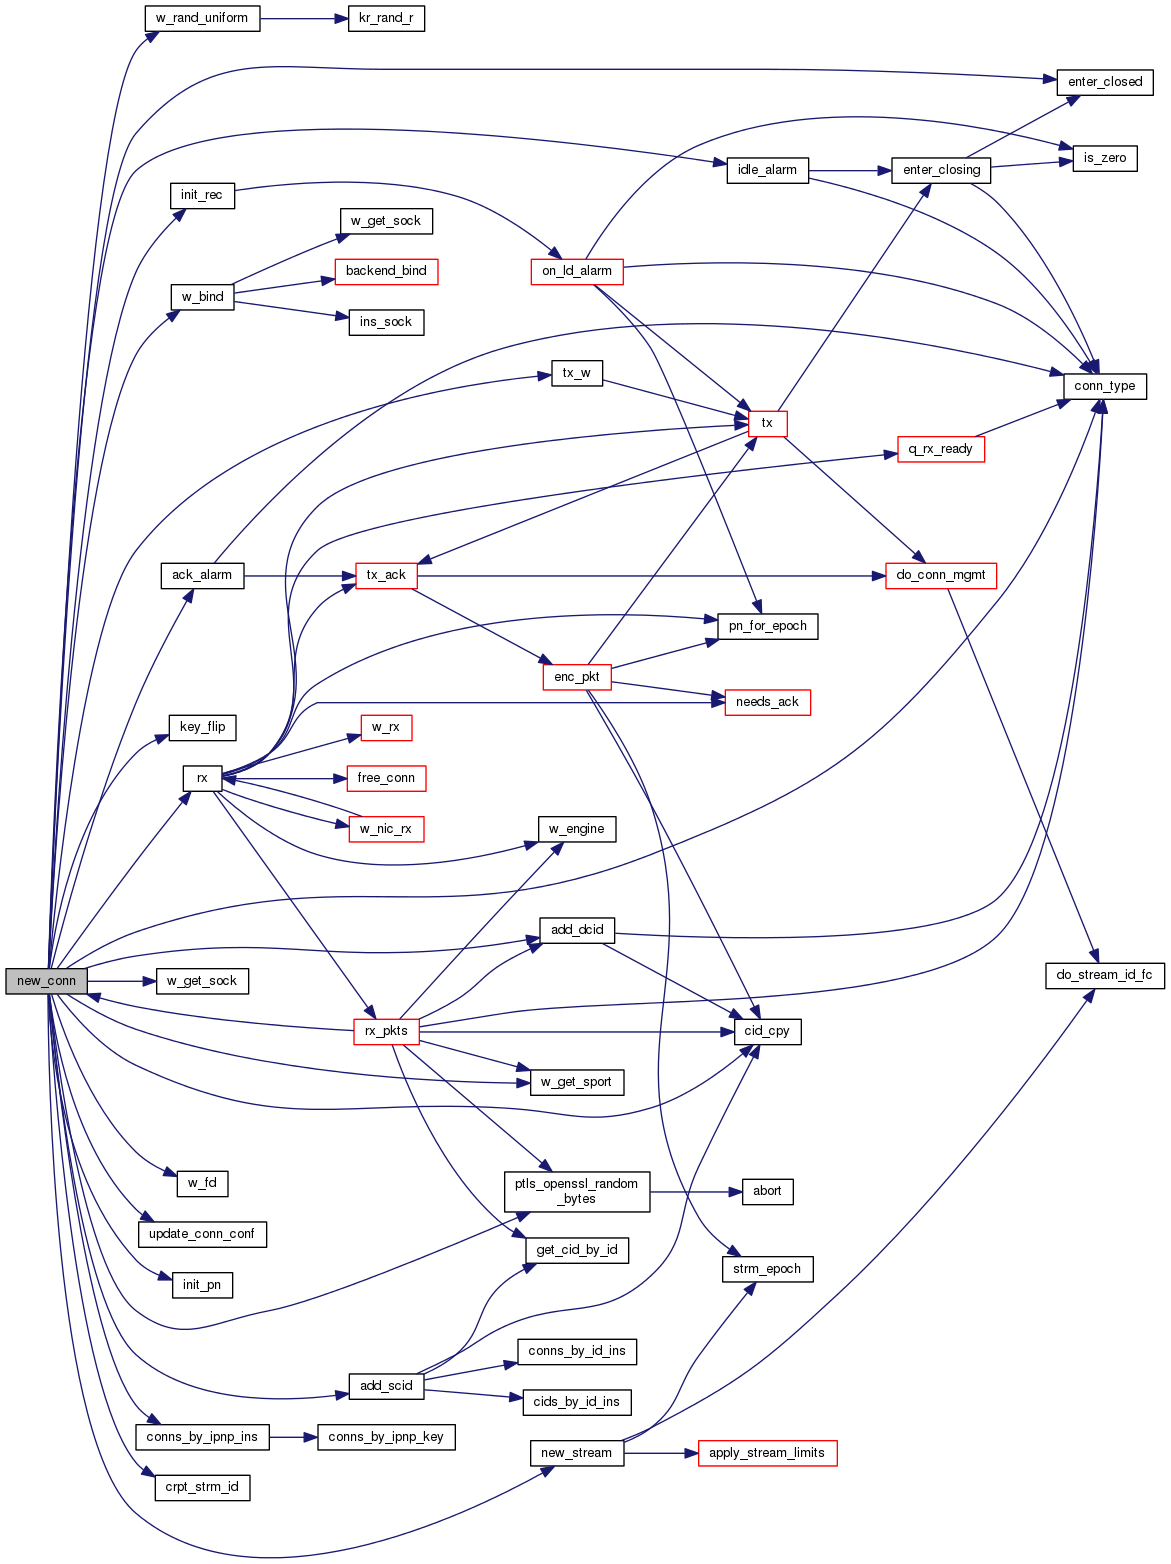 w_rand_uniform
kr_rand_r
enter_closed
is_zero
idle_alarm
enter_closing
init_rec
w_get_sock
backend_bind
on_ld_alarm
w_bind
ins_sock
tx_w
conn_type
tx
q_rx_ready
ack_alarm
tx_ack
do_conn_mgmt
pn_for_epoch
enc_pkt
needs_ack
key_flip
w_rx
rx
free_conn
w_nic_rx
w_engine
add_dcid
new_conn
w_get_sock
do_stream_id_fc
rx_pkts
cid_cpy
w_get_sport
w_fd
ptls_openssl_random
_bytes
abort
update_conn_conf
get_cid_by_id
init_pn
strm_epoch
conns_by_id_ins
add_scid
cids_by_id_ins
conns_by_ipnp_ins
conns_by_ipnp_key
new_stream
apply_stream_limits
crpt_strm_id